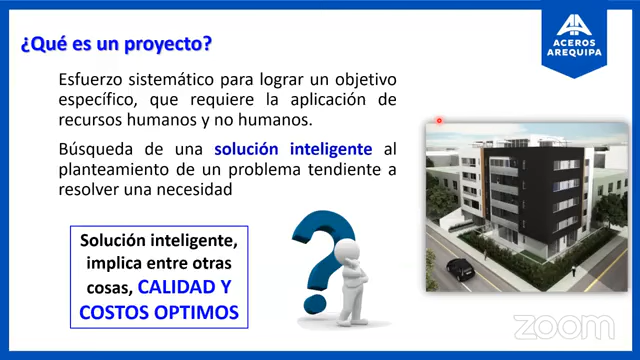 ¿Qué es un proyecto?
ACEROS
AREQUIPA
Esfuerzo sistemático para lograr un objetivo
específico, que requiere la aplicación de
recursos humanos y no humanos.
Búsqueda de una solución inteligente al
planteamiento de un problema tendiente a
resolver una necesidad
Solución inteligente,
implica entre otras
cosas, CALIDAD Y
COSTOS OPTIMOS
zoom